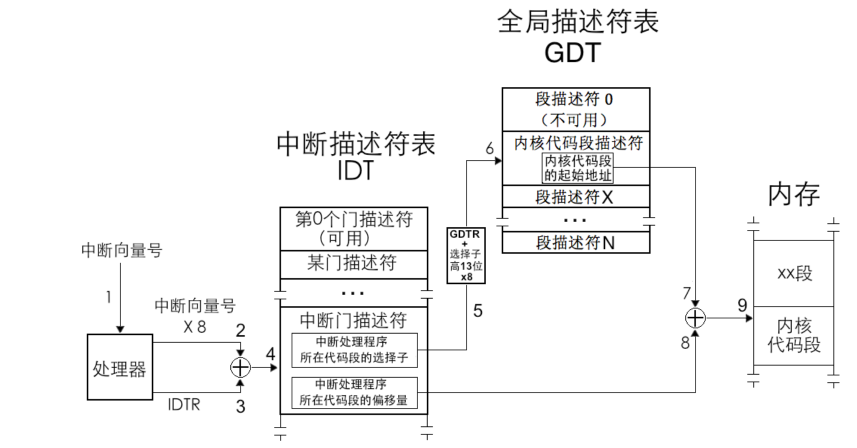 全局描述符表
GDT
段描述符 0
（不可用）
内核代码段描述符
内核代码段
的起始地址
段描述符X
...
段描述符N
中断描述符表
IDT
第0个门描述符
（可用）
某门描述符
...
中断门描述符
中断处理程序
所在代码段的选择子
中断处理程序
所在代码段的偏移量
GDTR
+
选择子
高13位
x8
中断向量号
1
中断向量号
X 8
2
处理器
IDTR
3
4
5
6
7
8
9
内存
xx段
内核
代码段